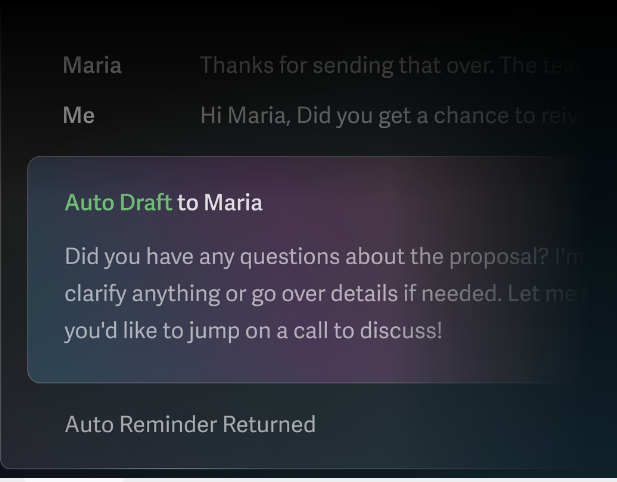 Maria Thanks for sending that over. The tea
Me Hi Maria, Did you get a chance to reiv
Auto Draft to Maria
Did you have any questions about the proposal? I'm
clarify anything or go over details if needed. Let me
you'd like to jump on a call to discuss!
Auto Reminder Returned